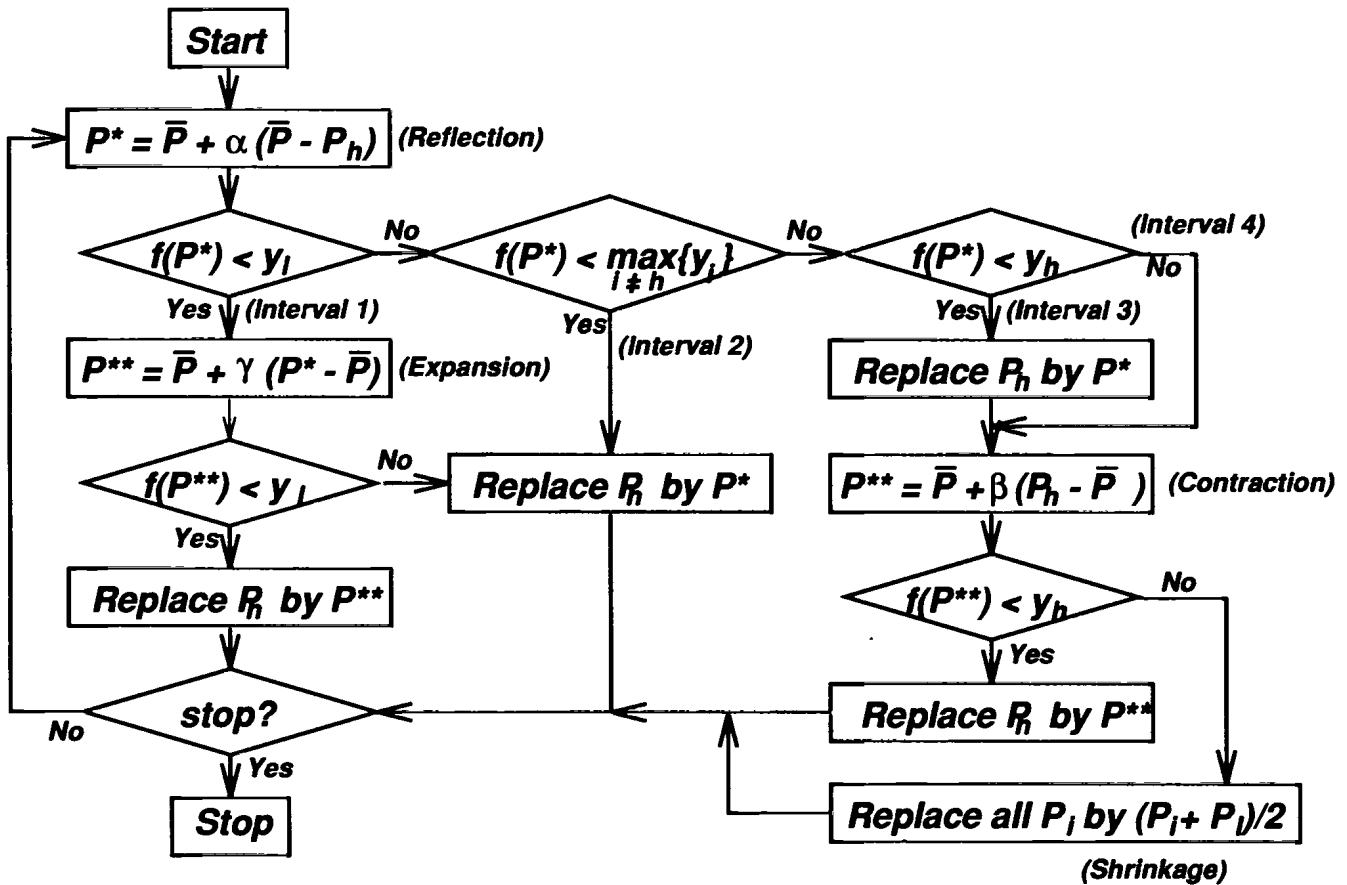 Start
P* = P̅ + α (P̅ - Ph) (Reflection)
f(P*) < yl
No
f(P*) < max{yi}
i ≠ h
No
f(P*) < yh
(Interval 4)
No
Yes (Interval 1)
Yes
(Interval 2)
Yes (Interval 3)
P** = P̅ + γ (P* - P̅) (Expansion)
Replace Ph by P*
f(P**) < yl
No
Replace Ph by P*
P** = P̅ + β (Ph - P̅ ) (Contraction)
Yes
Replace Ph by P**
f(P**) < yh
No
Yes
stop?
No
Replace Ph by P**
Yes
Stop
Replace all Pi by (Pi + Pl)/2
(Shrinkage)